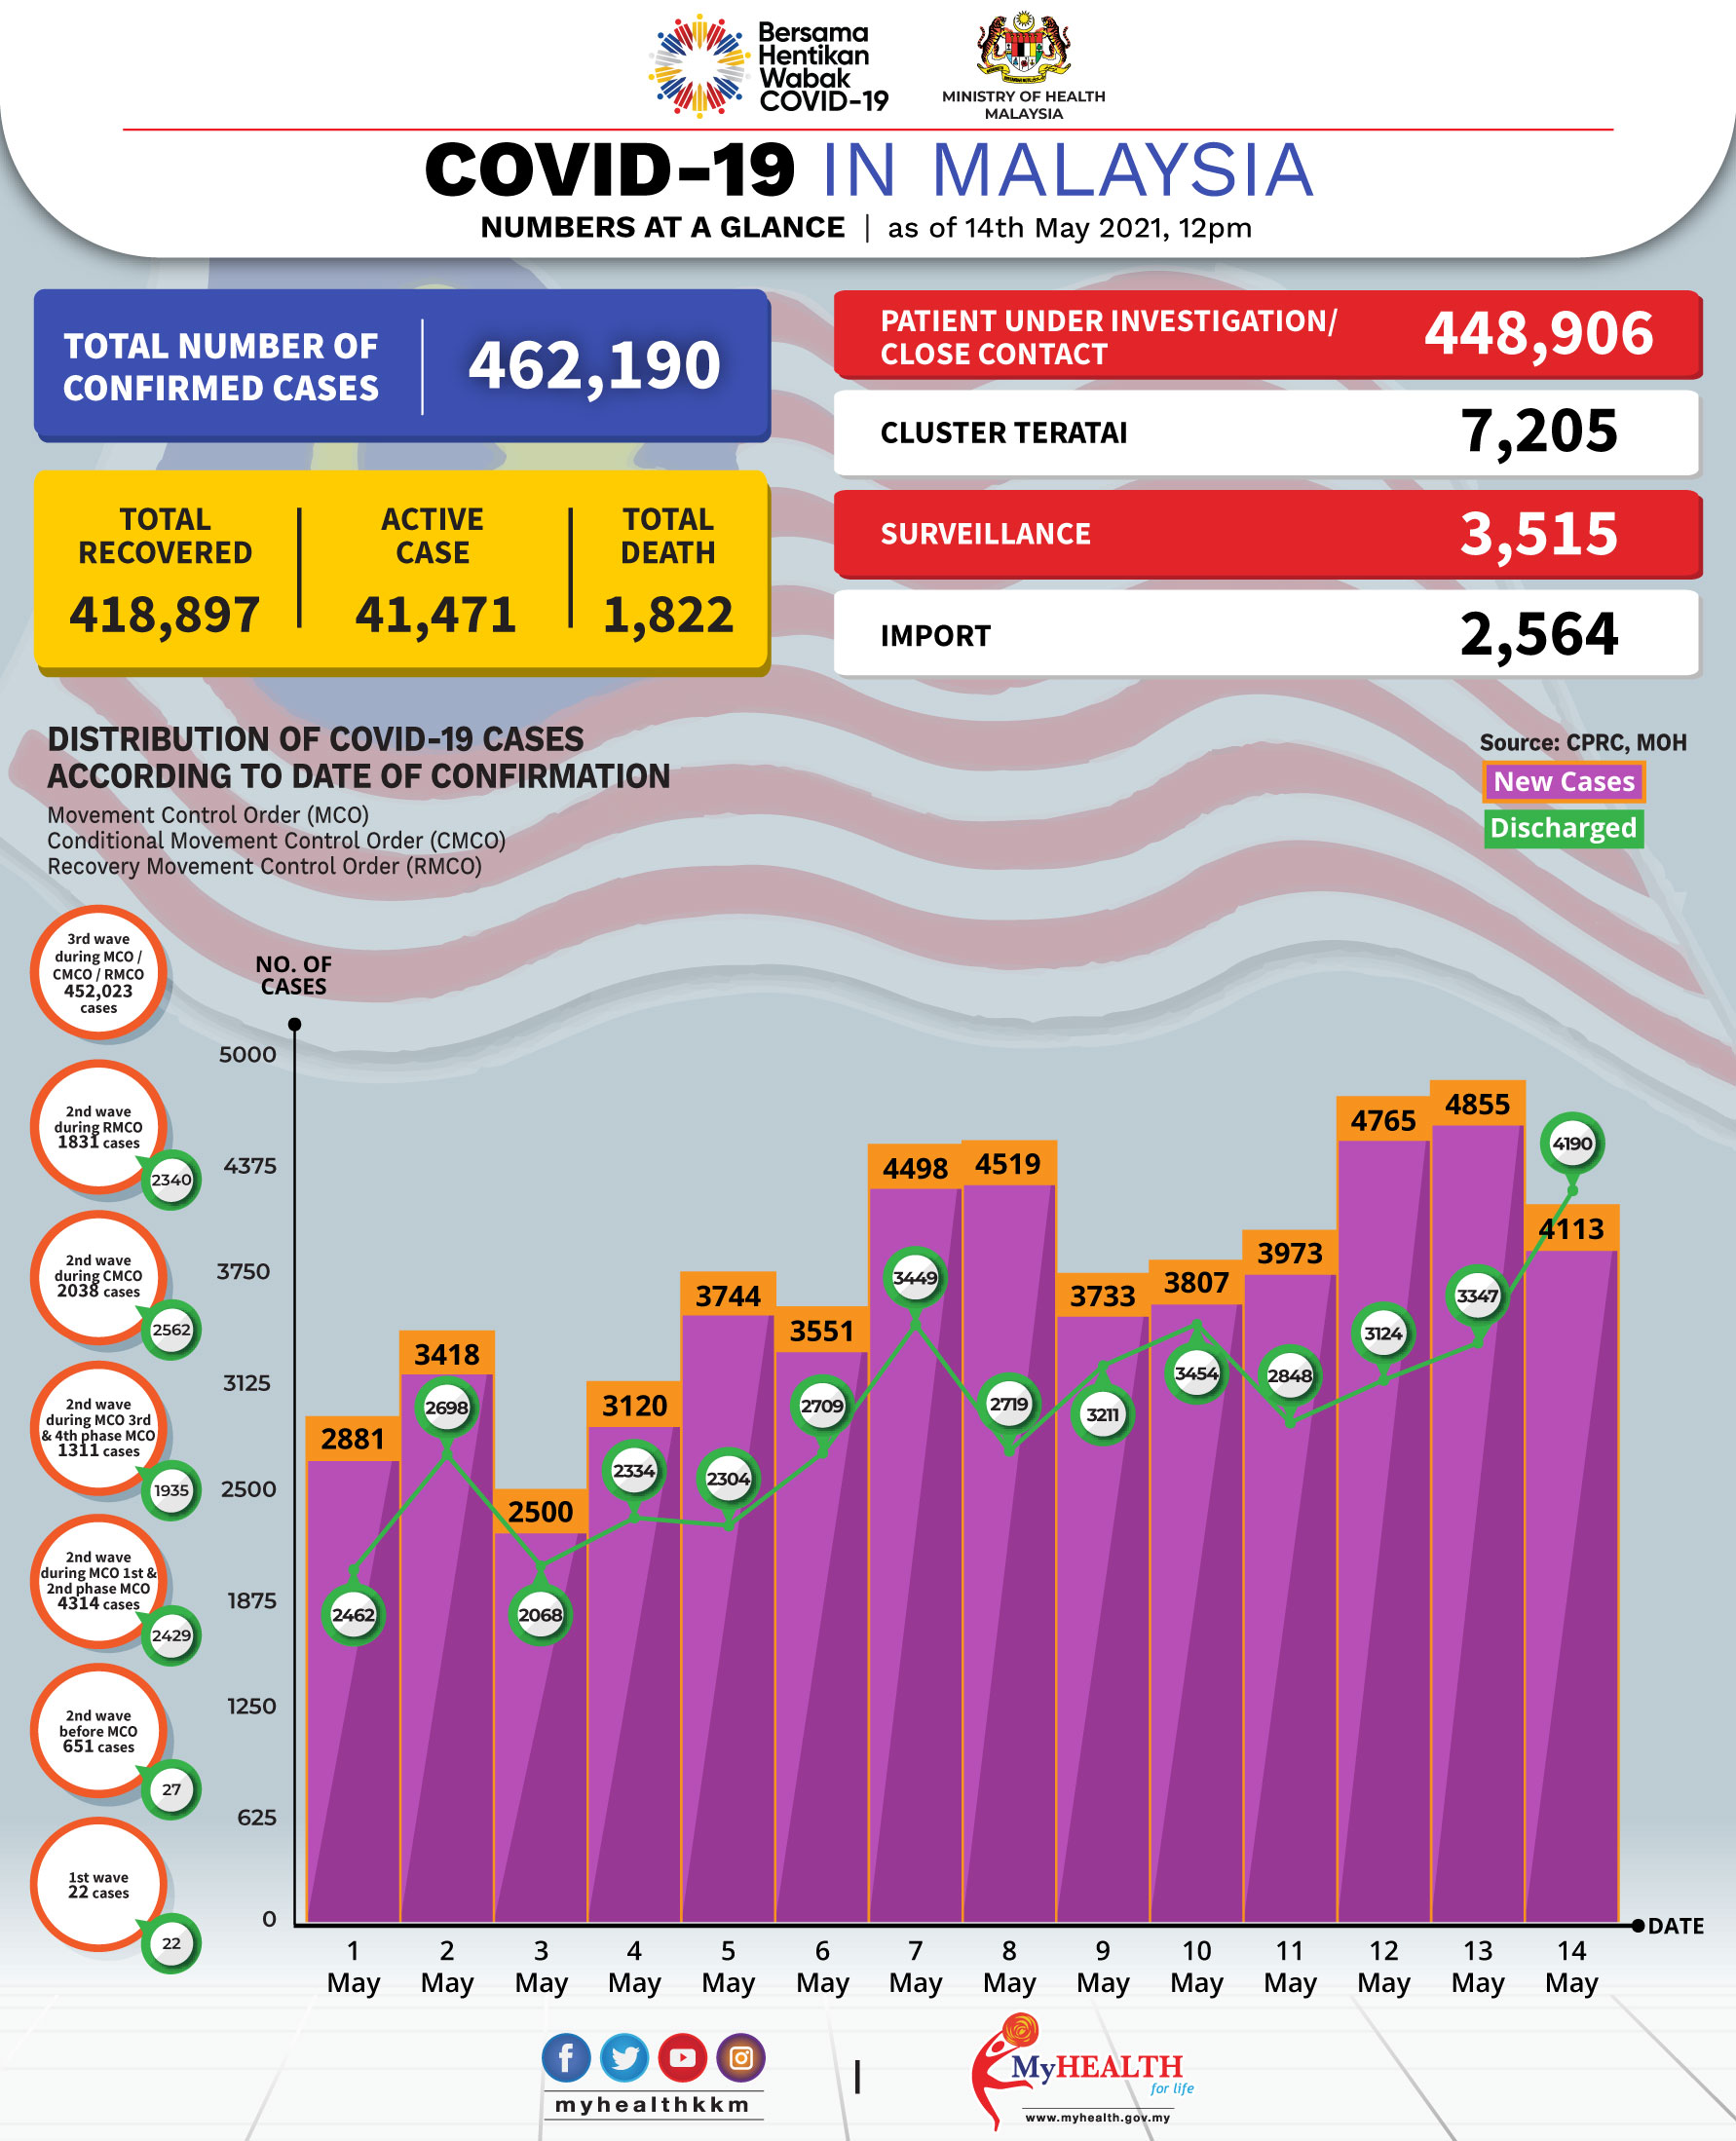 Bersama
Hentikan
Wabak
COVID-19
MINISTRY OF HEALTH
MALAYSIA
COVID-19 IN MALAYSIA
NUMBERS AT A GLANCE | as of 14th May 2021, 12pm
TOTAL NUMBER OF
CONFIRMED CASES
462,190
TOTAL
RECOVERED
418,897
ACTIVE
CASE
41,471
TOTAL
DEATH
1,822
PATIENT UNDER INVESTIGATION/
CLOSE CONTACT
448,906
CLUSTER TERATAI
7,205
SURVEILLANCE
3,515
IMPORT
2,564
DISTRIBUTION OF COVID-19 CASES
ACCORDING TO DATE OF CONFIRMATION
Movement Control Order (MCO)
Conditional Movement Control Order (CMCO)
Recovery Movement Control Order (RMCO)
Source: CPRC, MOH
New Cases
Discharged
3rd wave
during MCO /
CMCO / RMCO
452,023
cases
2nd wave
during RMCO
1831 cases
2340
2nd wave
during CMCO
2038 cases
2562
2nd wave
during MCO 3rd
& 4th phase MCO
1311 cases
1935
2nd wave
during MCO 1st &
2nd phase MCO
4314 cases
2429
2nd wave
before MCO
651 cases
27
1st wave
22 cases
22
NO. OF
CASES
5000
4375
3750
3125
2500
1875
1250
625
0
2881
3418
2500
3120
3744
3551
4498
4519
3733
3807
3973
4765
4855
4113
2462
2698
2068
2334
2304
2709
3449
2719
3211
3454
2848
3124
3347
4190
DATE
1
May
2
May
3
May
4
May
5
May
6
May
7
May
8
May
9
May
10
May
11
May
12
May
13
May
14
May
myhealthkkm
MyHEALTH
for life
www.myhealth.gov.my